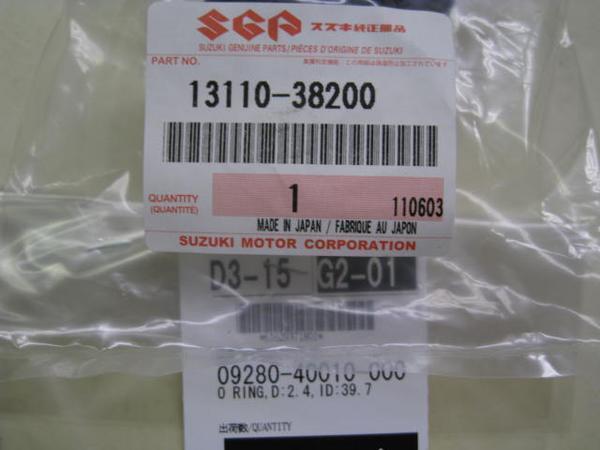 SGP スズキ純正部品
SUZUKI GENUINE PARTS/PIÈCES D'ORIGINE DE SUZUKI
PART NO.
13110-38200
QUANTITY
(QUANTITÉ)
1
110603
MADE IN JAPAN / FABRIQUE AU JAPON
SUZUKI MOTOR CORPORATION
D3-15 G2-01
09280-40010-000
O RING,D:2.4,ID:39.7
出荷数/QUANTITY